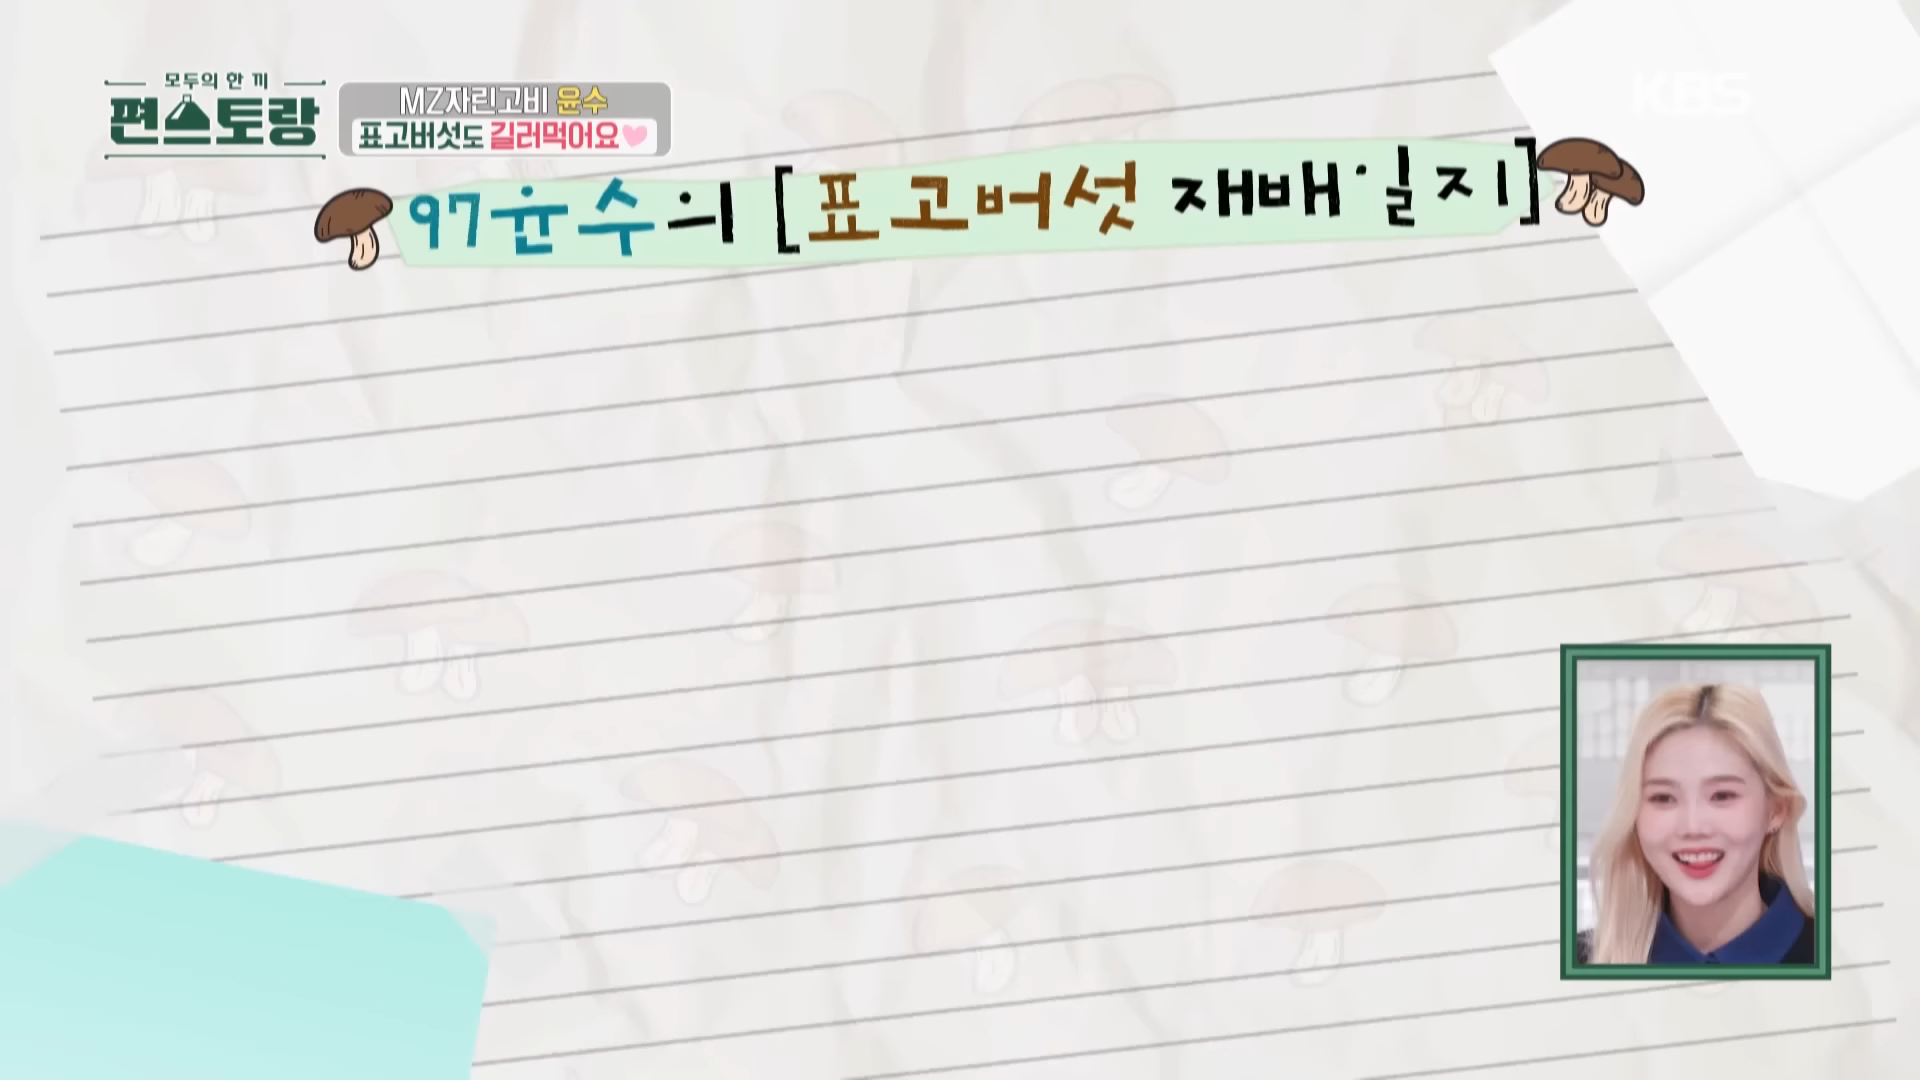 모두의 한 끼
편스토랑
MZ자린고비 윤수
표고버섯도 길러먹어요
KBS
97윤수의 [표고버섯 재배일지]